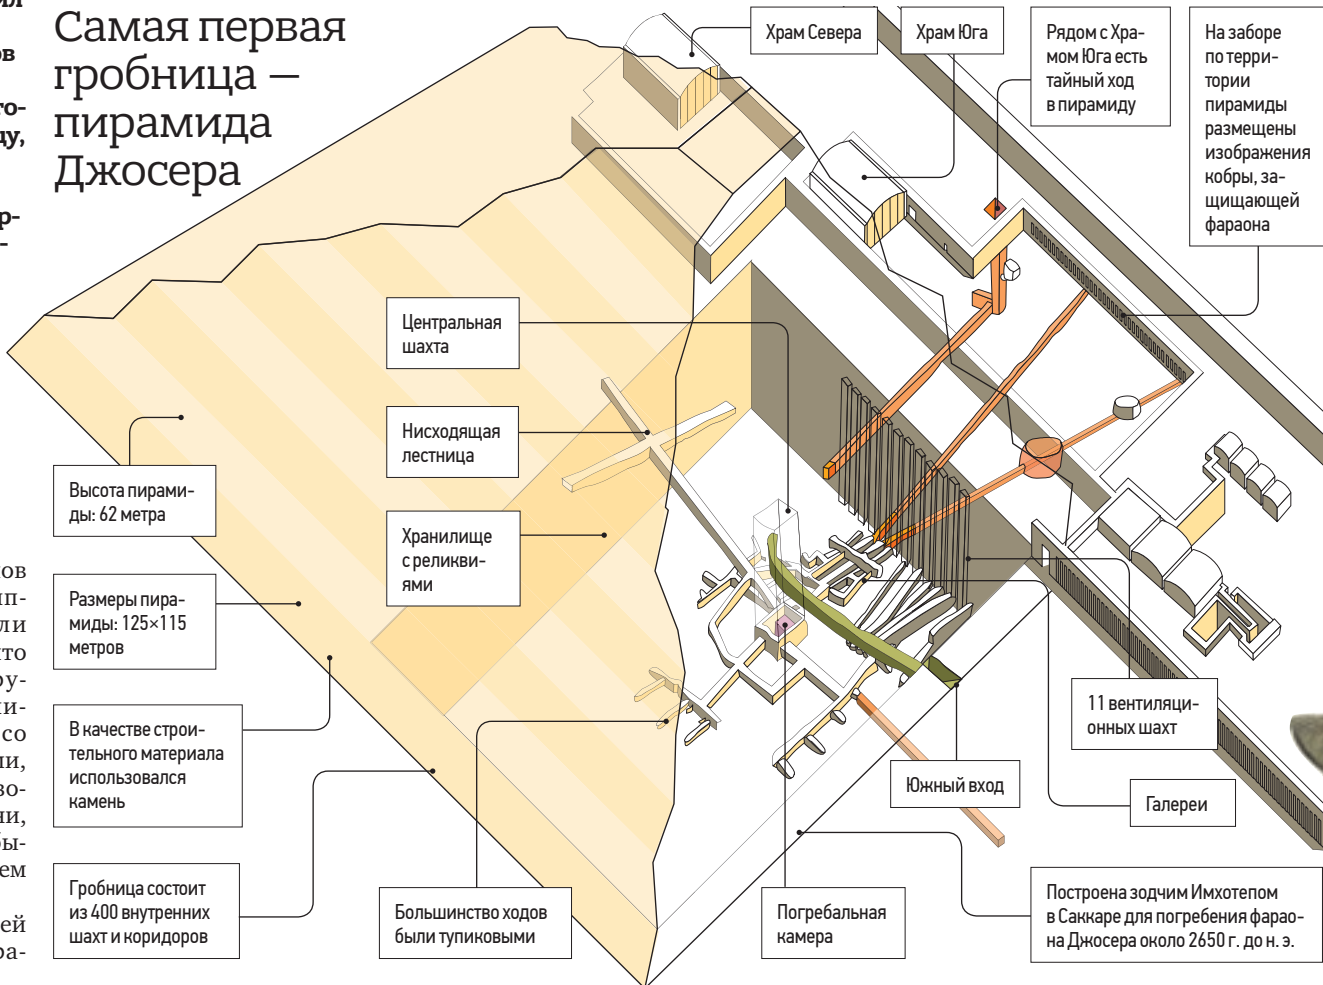 Самая первая
гробница –
пирамида
Джосера
Храм Севера
Храм Юга
Рядом с Хра-
мом Юга есть
тайный ход
в пирамиду
На заборе
по терри-
тории
пирамиды
размещены
изображения
кобры, за-
щищающей
фараона
Центральная
шахта
Нисходящая
лестница
Хранилище
с реликви-
ями
Высота пирами-
ды: 62 метра
Размеры пира-
миды: 125×115
метров
В качестве строи-
тельного материала
использовался
камень
Гробница состоит
из 400 внутренних
шахт и коридоров
Большинство ходов
были тупиковыми
Погребальная
камера
Южный вход
11 вентиляци-
онных шахт
Галереи
Построена зодчим Имхотепом
в Саккаре для погребения фарао-
на Джосера около 2650 г. до н. э.